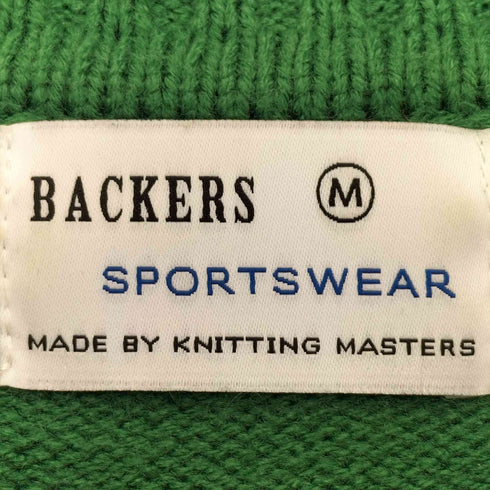 BACKERS Ⓜ
SPORTSWEAR
MADE BY KNITTING MASTERS